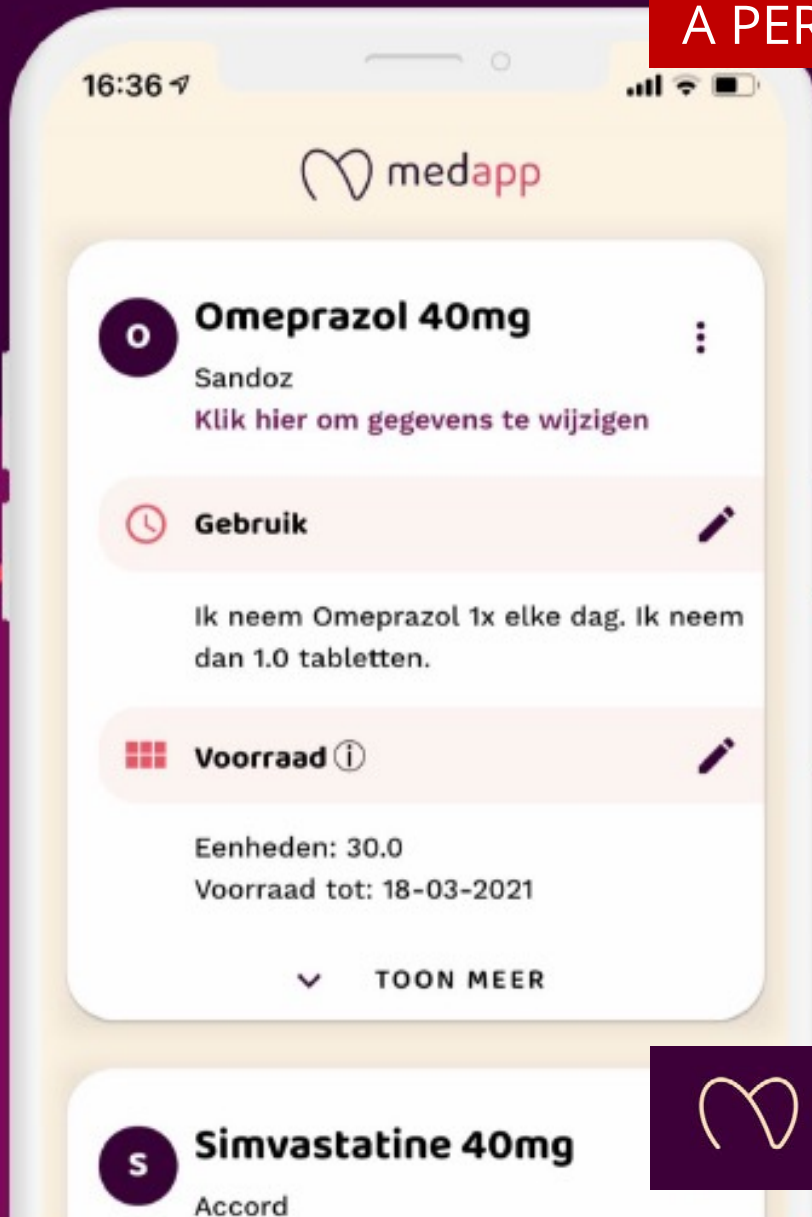 A PER
16:36
medapp
O
Omeprazol 40mg
Sandoz
Klik hier om gegevens te wijzigen
Gebruik
Ik neem Omeprazol 1x elke dag. Ik neem
dan 1.0 tabletten.
Voorraad
Eenheden: 30.0
Voorraad tot: 18-03-2021
TOON MEER
S
Simvastatine 40mg
Accord